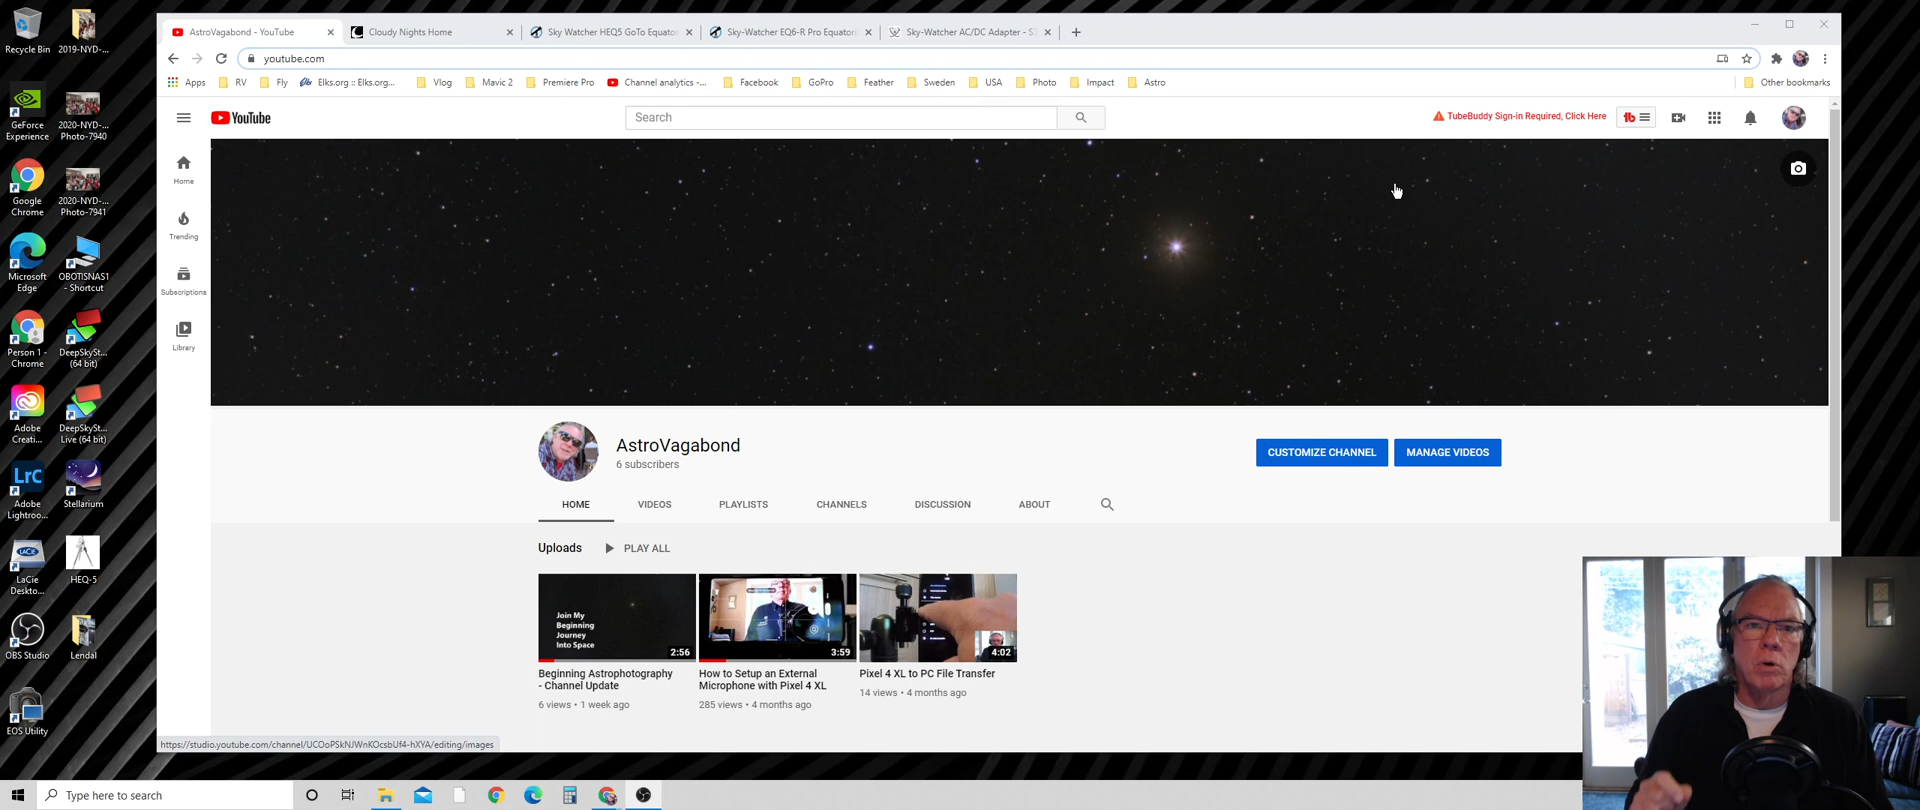 AstroVagabond - YouTube
Cloudy Nights Home
Sky Watcher HEQ5 GoTo Equator
Sky-Watcher EQ6-R Pro Equator
Sky-Watcher AC/DC Adapter - S
youtube.com
Apps
RV
Fly
Elks.org :: Elks.org...
Vlog
Mavic 2
Premiere Pro
Channel analytics -...
Facebook
GoPro
Feather
Sweden
USA
Photo
Impact
Astro
Other bookmarks
YouTube
Search
TubeBuddy Sign-in Required, Click Here
tb
Home
Trending
Subscriptions
Library
AstroVagabond
6 subscribers
CUSTOMIZE CHANNEL
MANAGE VIDEOS
HOME
VIDEOS
PLAYLISTS
CHANNELS
DISCUSSION
ABOUT
Uploads
PLAY ALL
Join My
Beginning
Journey
Into Space
2:56
3:59
4:02
Beginning Astrophotography
- Channel Update
6 views • 1 week ago
How to Setup an External
Microphone with Pixel 4 XL
285 views • 4 months ago
Pixel 4 XL to PC File Transfer
14 views • 4 months ago
https://studio.youtube.com/channel/UCOoPSkNJWnKOcsbUf4-hXYA/editing/images
Recycle Bin
2019-NYD-...
GeForce
Experience
2020-NYD-...
Photo-7940
Google
Chrome
2020-NYD-...
Photo-7941
Microsoft
Edge
OBOTISNAS1
- Shortcut
Person 1 -
Chrome
DeepSkySt...
(64 bit)
Adobe
Creati...
DeepSkySt...
Live (64 bit)
LrC
Adobe
Lightroo...
Stellarium
LACIE
LaCie
Deskto...
HEQ-5
OBS Studio
Lendal
EOS Utility
Type here to search